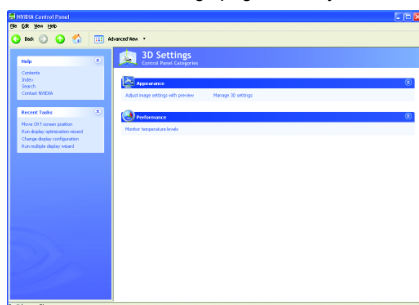 NVIDIA Control Panel
File Edit View Help
Back
Advanced View
Help
Contents
Index
Search
Contact NVIDIA
Recent Tasks
Move CRT screen position
Run display optimization wizard
Change display configuration
Run multiple display wizard
3D Settings
Control Panel Categories
Appearance
Adjust image settings with preview
Manage 3D settings
Performance
Monitor temperature levels